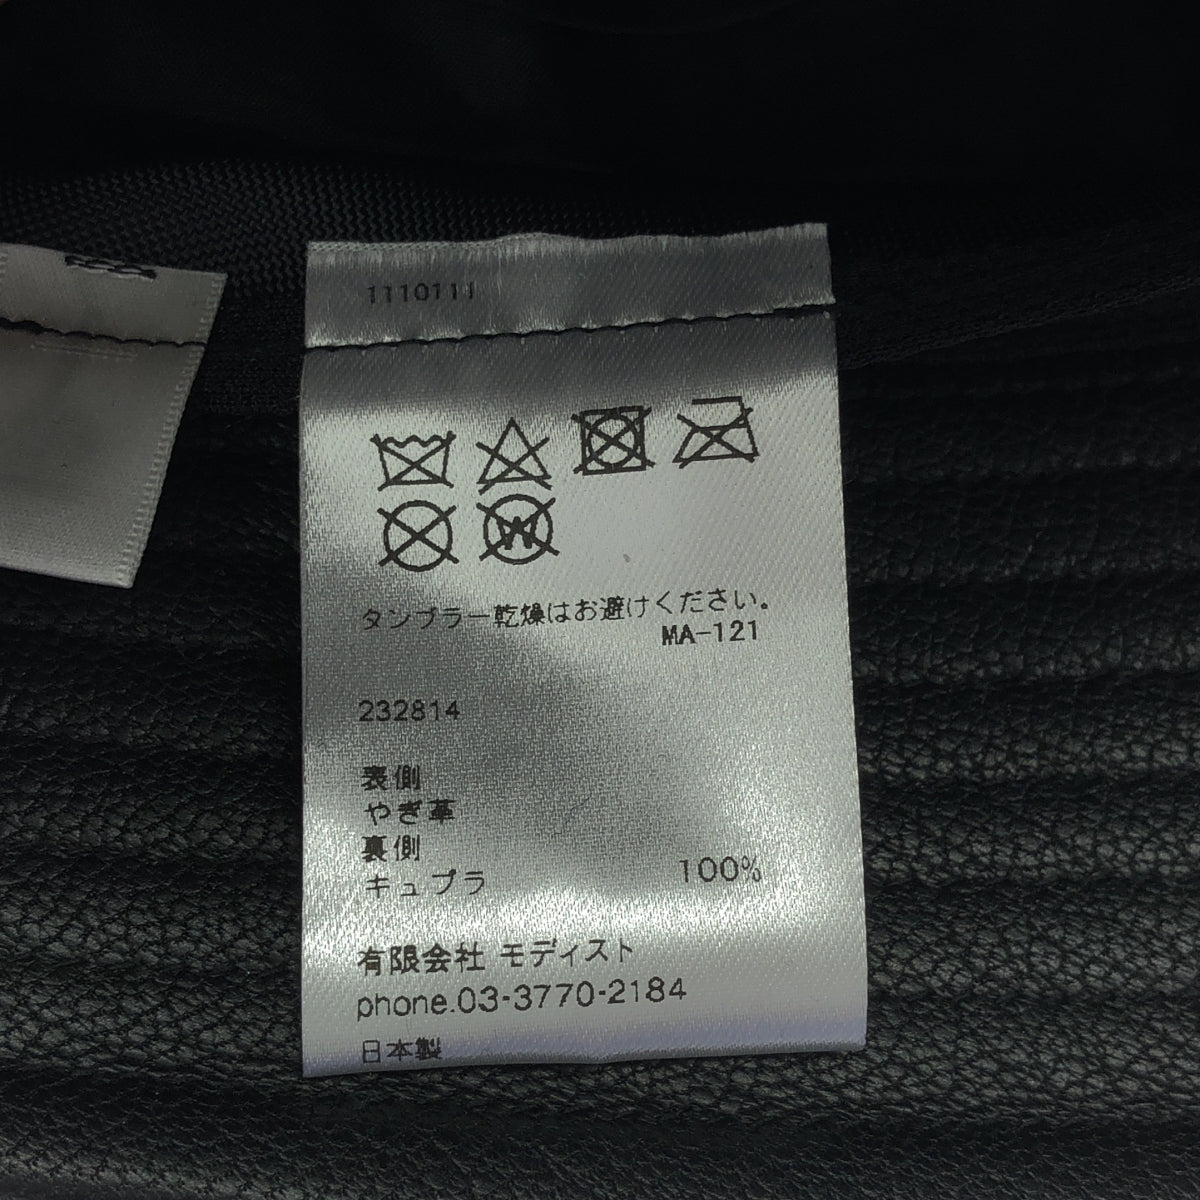 1110111
W
タンブラー乾燥はお避けください。
MA-121
232814
表側
やぎ革
裏側
キュプラ 100%
有限会社 モディスト
phone.03-3770-2184
日本製